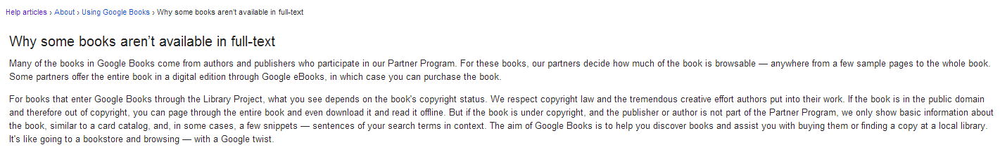 Help articles › About › Using Google Books › Why some books aren't available in full-text
Why some books aren't available in full-text
Many of the books in Google Books come from authors and publishers who participate in our Partner Program. For these books, our partners decide how much of the book is browsable — anywhere from a few sample pages to the whole book.
Some partners offer the entire book in a digital edition through Google eBooks, in which case you can purchase the book.
For books that enter Google Books through the Library Project, what you see depends on the book's copyright status. We respect copyright law and the tremendous creative effort authors put into their work. If the book is in the public domain
and therefore out of copyright, you can page through the entire book and even download it and read it offline. But if the book is under copyright, and the publisher or author is not part of the Partner Program, we only show basic information about
the book, similar to a card catalog, and, in some cases, a few snippets — sentences of your search terms in context. The aim of Google Books is to help you discover books and assist you with buying them or finding a copy at a local library.
It's like going to a bookstore and browsing — with a Google twist.